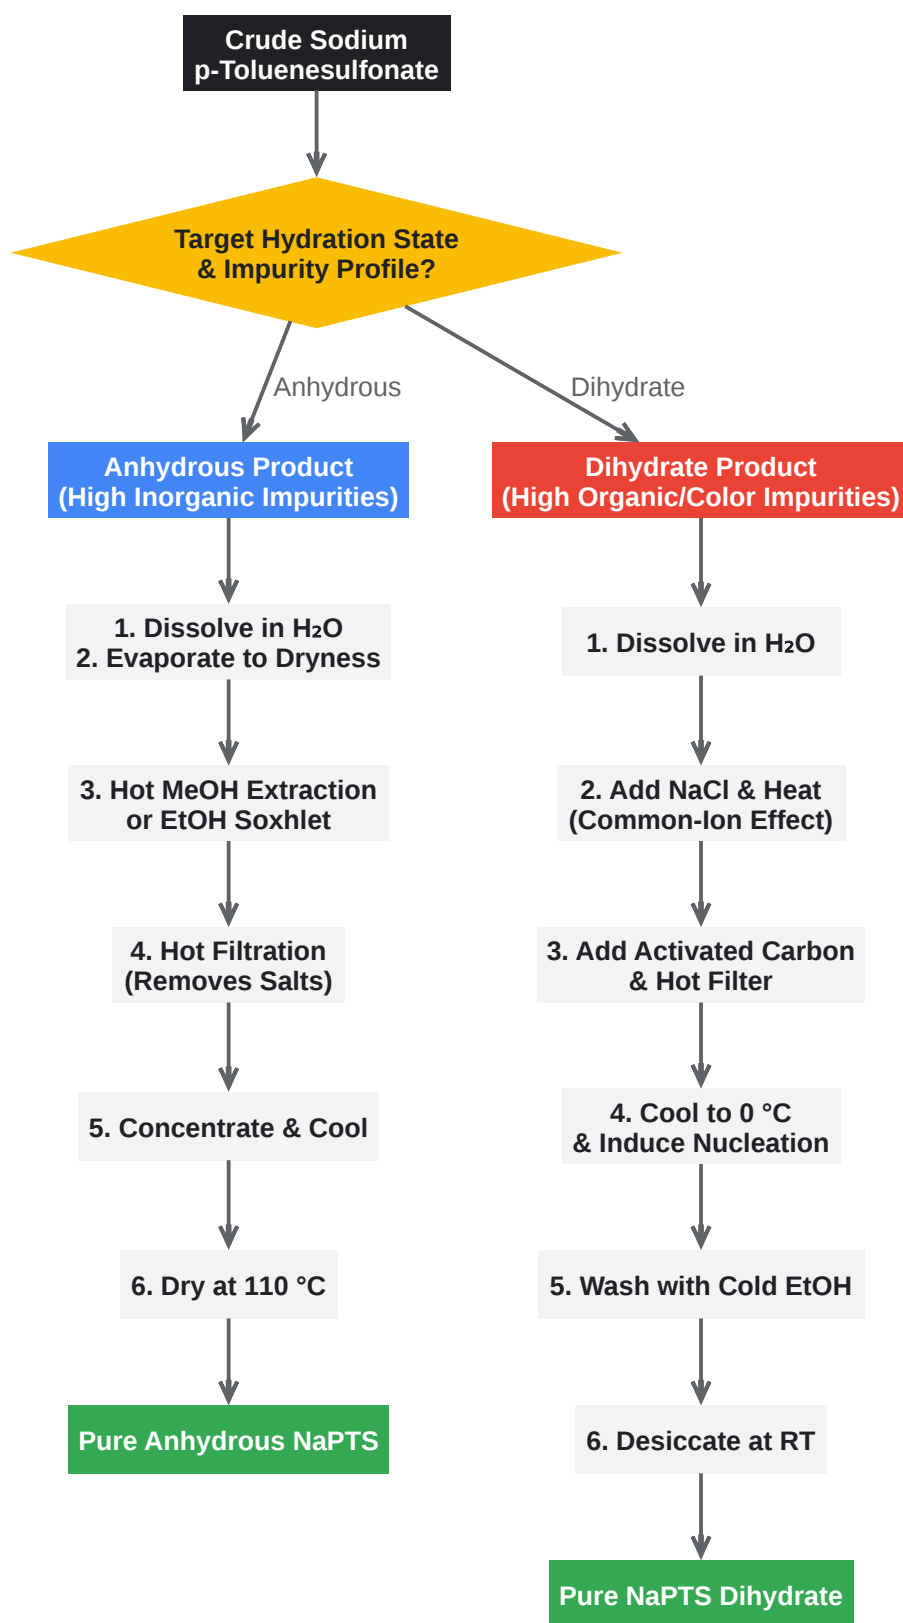 Crude Sodium
p-Toluenesulfonate
Target Hydration State
& Impurity Profile?
Anhydrous
Dihydrate
Anhydrous Product
(High Inorganic Impurities)
Dihydrate Product
(High Organic/Color Impurities)
1. Dissolve in H₂O
2. Evaporate to Dryness
1. Dissolve in H₂O
3. Hot MeOH Extraction
or EtOH Soxhlet
2. Add NaCl & Heat
(Common-Ion Effect)
4. Hot Filtration
(Removes Salts)
3. Add Activated Carbon
& Hot Filter
5. Concentrate & Cool
4. Cool to 0 °C
& Induce Nucleation
6. Dry at 110 °C
5. Wash with Cold EtOH
Pure Anhydrous NaPTS
6. Desiccate at RT
Pure NaPTS Dihydrate